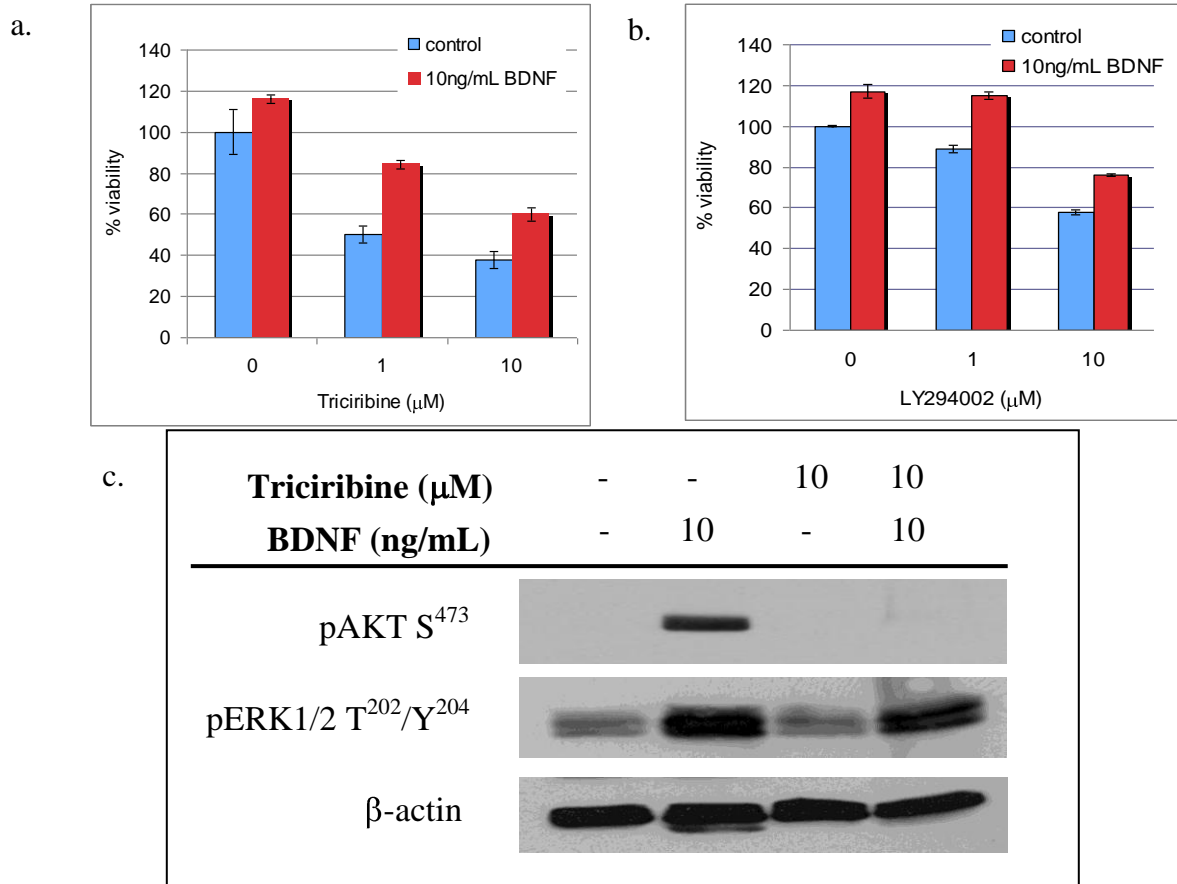 a.
control
10ng/mL BDNF
140
120
100
80
60
40
20
0
% viability
0 1 10
Triciribine (μM)
b.
control
10ng/mL BDNF
140
120
100
80
60
40
20
0
% viability
0 1 10
LY294002 (μM)
c.
Triciribine (μM) - - 10 10
BDNF (ng/mL) - 10 - 10
pAKT S473
pERK1/2 T202/Y204
β-actin